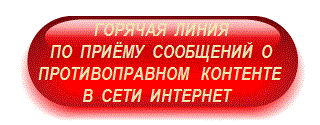 ГОРЯЧАЯ ЛИНИЯ
ПО ПРИЁМУ СООБЩЕНИЙ О
ПРОТИВОПРАВНОМ КОНТЕНТЕ
В СЕТИ ИНТЕРНЕТ